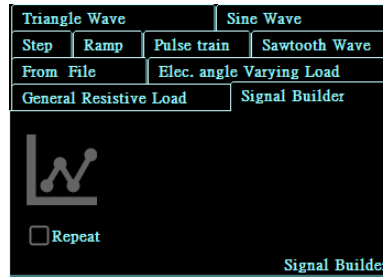 Triangle Wave Sine Wave
Step Ramp Pulse train Sawtooth Wave
From File Elec. angle Varying Load
General Resistive Load Signal Builder
Repeat
Signal Builder